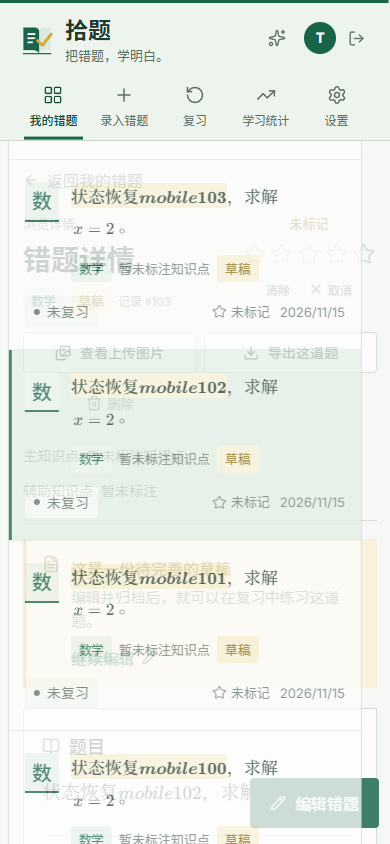 拾题
把错题，学明白。
T
我的错题
录入错题
复习
学习统计
设置
返回我的错题
数
状态恢复mobile103，求解
x = 2。
浏览详情
未标记
错题详情
数学 暂未标注知识点 草稿
数学 草稿 记录 #103
清除 取消
未复习
未标记 2026/11/15
查看上传图片
导出这道题
数
状态恢复mobile102，求解
x = 2。
删除
数学 暂未标注知识点 草稿
主知识点
辅助知识点 暂未标注
未复习
未标记 2026/11/15
这是一份待完善的草稿
数
状态恢复mobile101，求解
x = 2。
编辑并归档后，就可以在复习中练习这道
题。
数学 暂未标注知识点 草稿
继续编辑
未复习
未标记 2026/11/15
题目
数
状态恢复mobile100，求解
x = 2。
状态恢复mobile102，求解
编辑错题
数学 暂未标注知识点 草稿